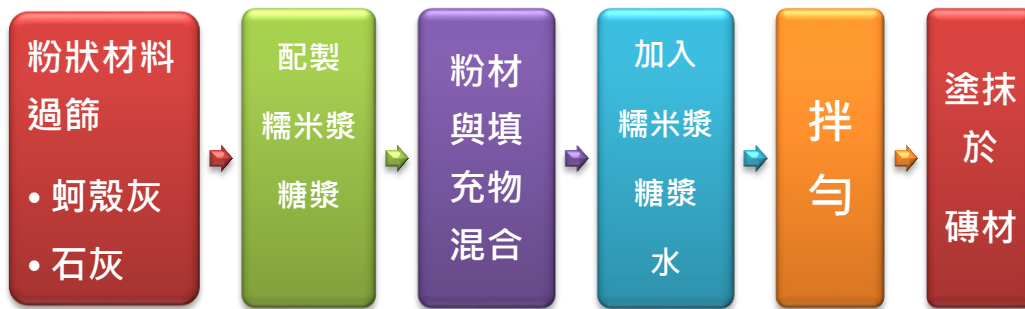 粉狀材料
過篩
• 蚵殼灰
• 石灰
配製
糯米漿
糖漿
粉材
與填
充物
混合
加入
糯米漿
糖漿
水
拌
勻
塗抹
於
磚材